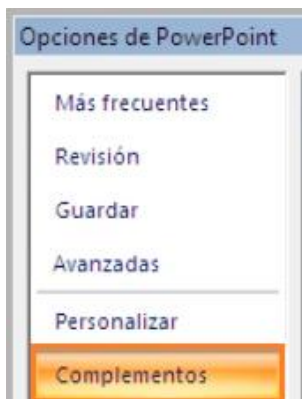 Opciones de PowerPoint
Más frecuentes
Revisión
Guardar
Avanzadas
Personalizar
Complementos